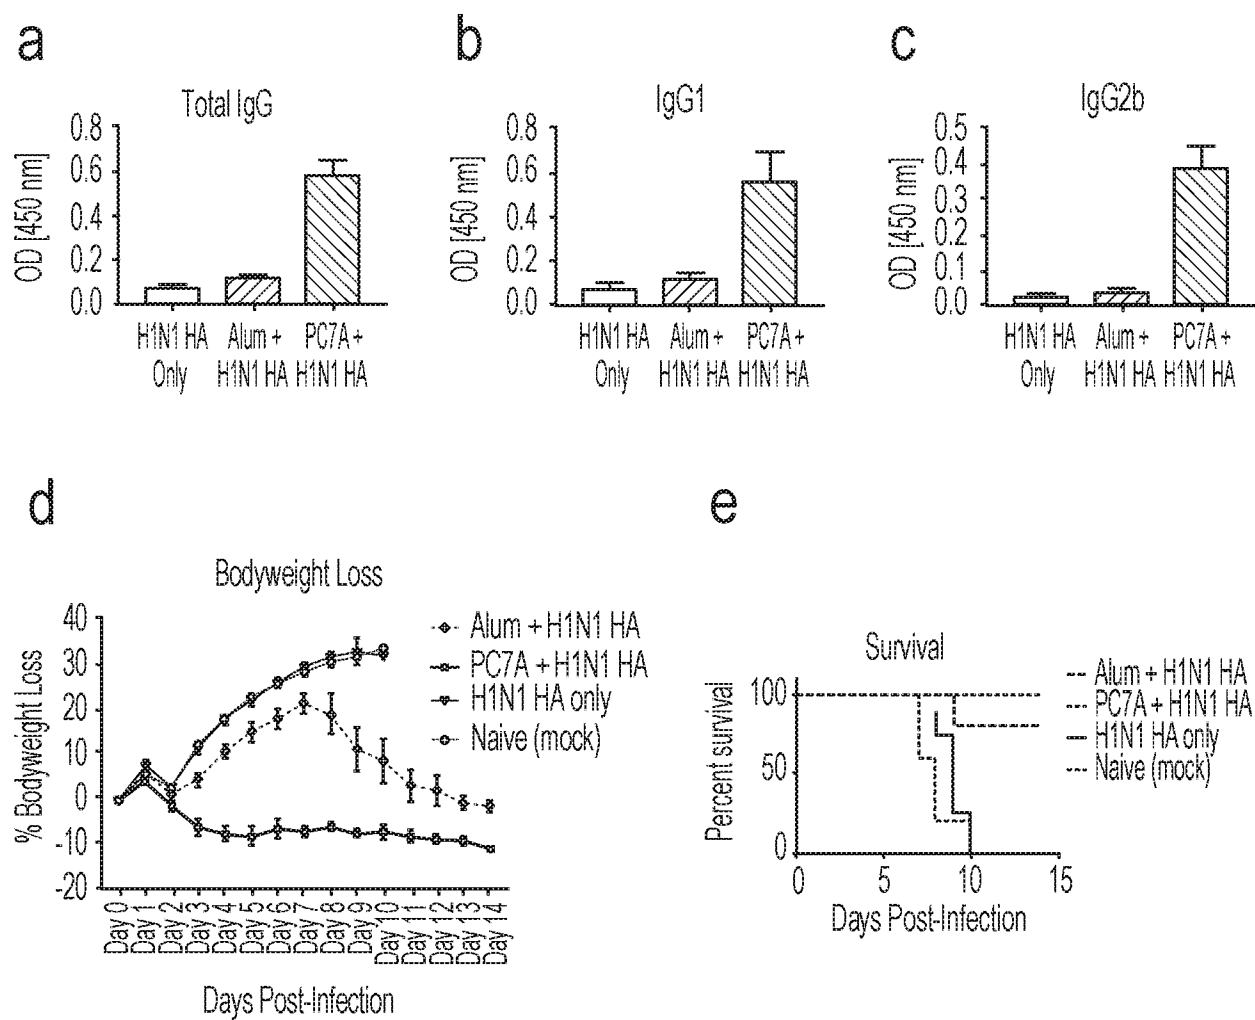 a
Total IgG
OD [450 nm]
0.8
0.6
0.4
0.2
0.0
H1N1 HA
Only
Alum +
H1N1 HA
PC7A +
H1N1 HA
b
IgG1
OD [450 nm]
0.8
0.6
0.4
0.2
0.0
H1N1 HA
Only
Alum +
H1N1 HA
PC7A +
H1N1 HA
c
IgG2b
OD [450 nm]
0.5
0.4
0.3
0.2
0.1
0.0
H1N1 HA
Only
Alum +
H1N1 HA
PC7A +
H1N1 HA
d
Bodyweight Loss
% Bodyweight Loss
40
30
20
10
0
-10
-20
Day 0
Day 1
Day 2
Day 3
Day 4
Day 5
Day 6
Day 7
Day 8
Day 9
Day 10
Day 11
Day 12
Day 13
Day 14
Days Post-Infection
Alum + H1N1 HA
PC7A + H1N1 HA
H1N1 HA only
Naive (mock)
e
Survival
Percent survival
100
50
0
0
5
10
15
Days Post-Infection
Alum + H1N1 HA
PC7A + H1N1 HA
H1N1 HA only
Naive (mock)